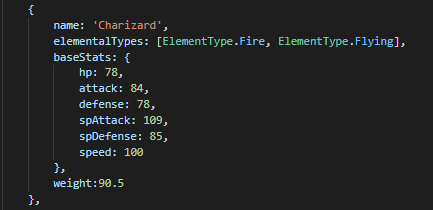 {
name: 'Charizard',
elementalTypes: [ElementType.Fire, ElementType.Flying],
baseStats: {
hp: 78,
attack: 84,
defense: 78,
spAttack: 109,
spDefense: 85,
speed: 100
},
weight:90.5
},